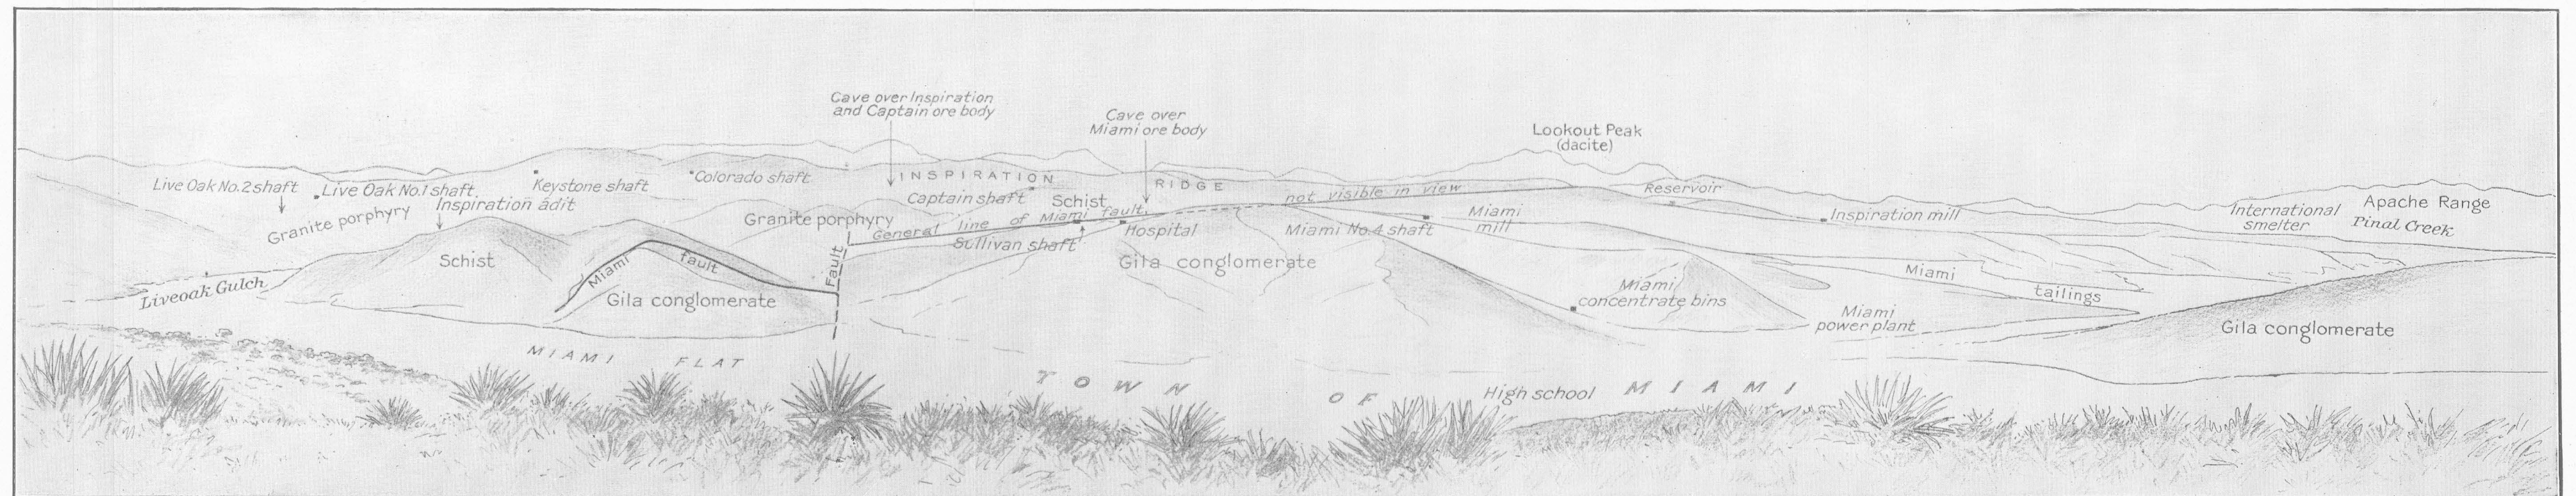 Cave over Inspiration
and Captain ore body
Cave over
Miami ore body
Lookout Peak
(dacite)
Live Oak No.2 shaft
Live Oak No.1 shaft
Keystone shaft
Colorado shaft
INSPIRATION
RIDGE
Captain shaft
Schist
not visible in view
Reservoir
Apache Range
Inspiration adit
Granite porphyry
Granite porphyry
General line of Miami fault
Sullivan shaft
Hospital
Miami No.4 shaft
Miami
mill
Inspiration mill
International
smelter
Pinal Creek
Schist
Miami fault
Fault
Gila conglomerate
Liveoak Gulch
Gila conglomerate
Miami
concentrate bins
Miami tailings
Miami
power plant
Gila conglomerate
MIAMI FLAT
TOWN OF MIAMI
High school